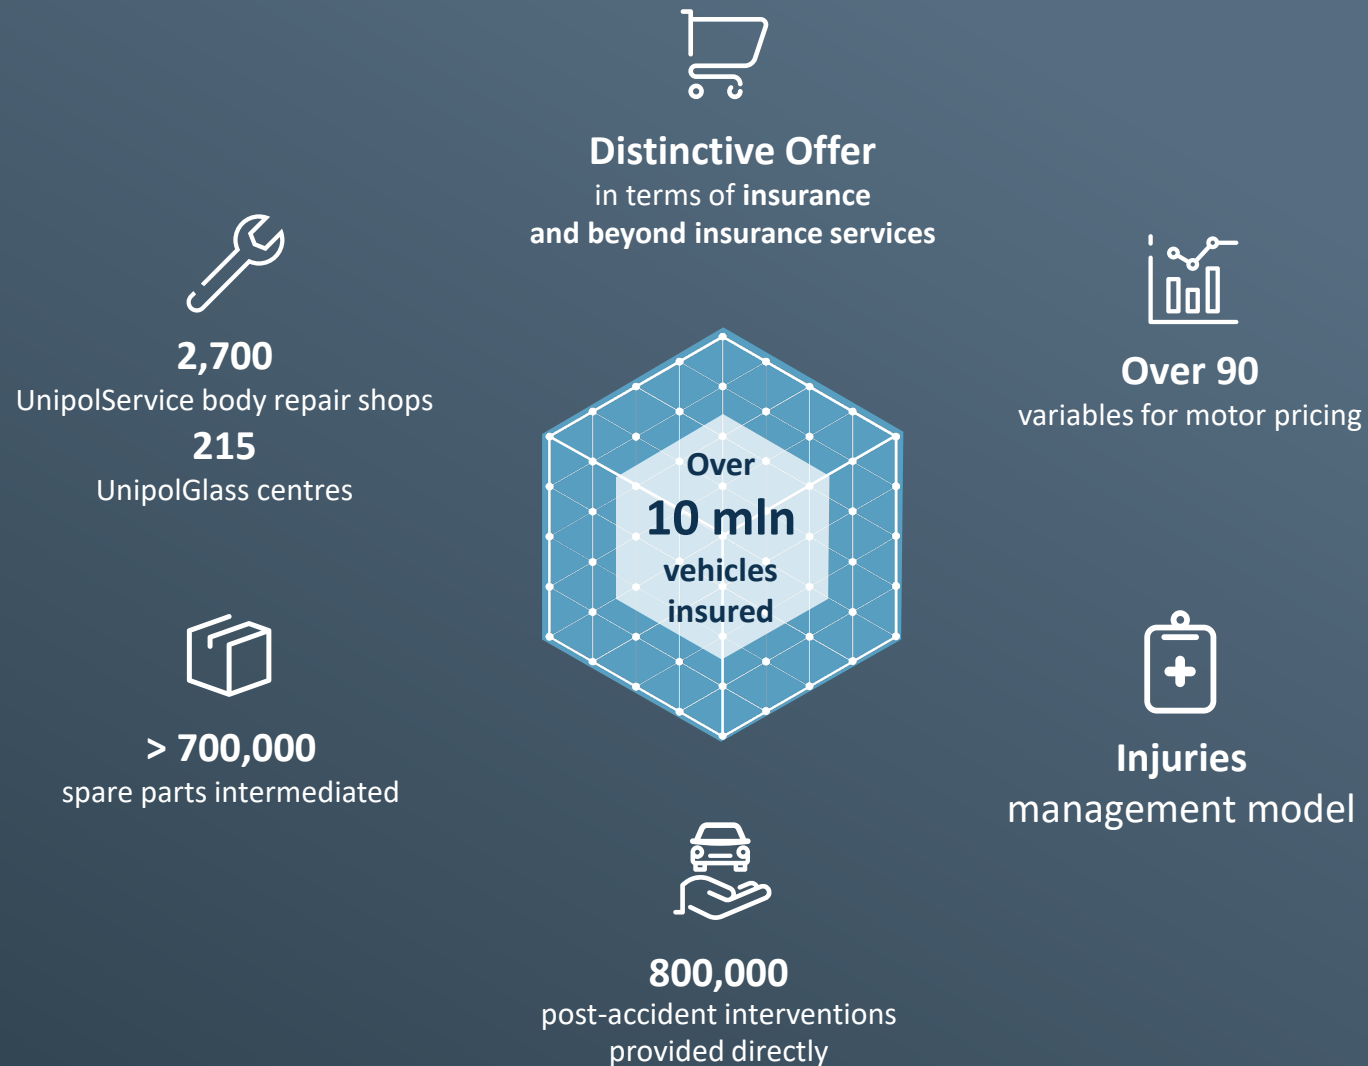 Distinctive Offer
in terms of insurance
and beyond insurance services
2,700
UnipolService body repair shops
215
UnipolGlass centres
Over 90
variables for motor pricing
Over
10 mln
vehicles
insured
> 700,000
spare parts intermediated
Injuries
management model
800,000
post-accident interventions
provided directly